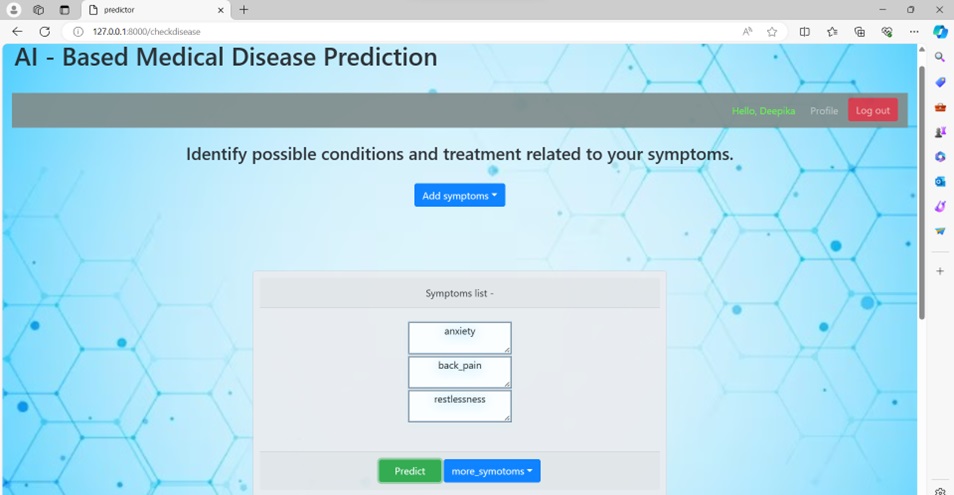 predictor
127.0.0.1:8000/checkdisease
AI - Based Medical Disease Prediction
Hello, Deepika Profile Log out
Identify possible conditions and treatment related to your symptoms.
Add symptoms
Symptoms list -
anxiety
back_pain
restlessness
Predict more_symotoms